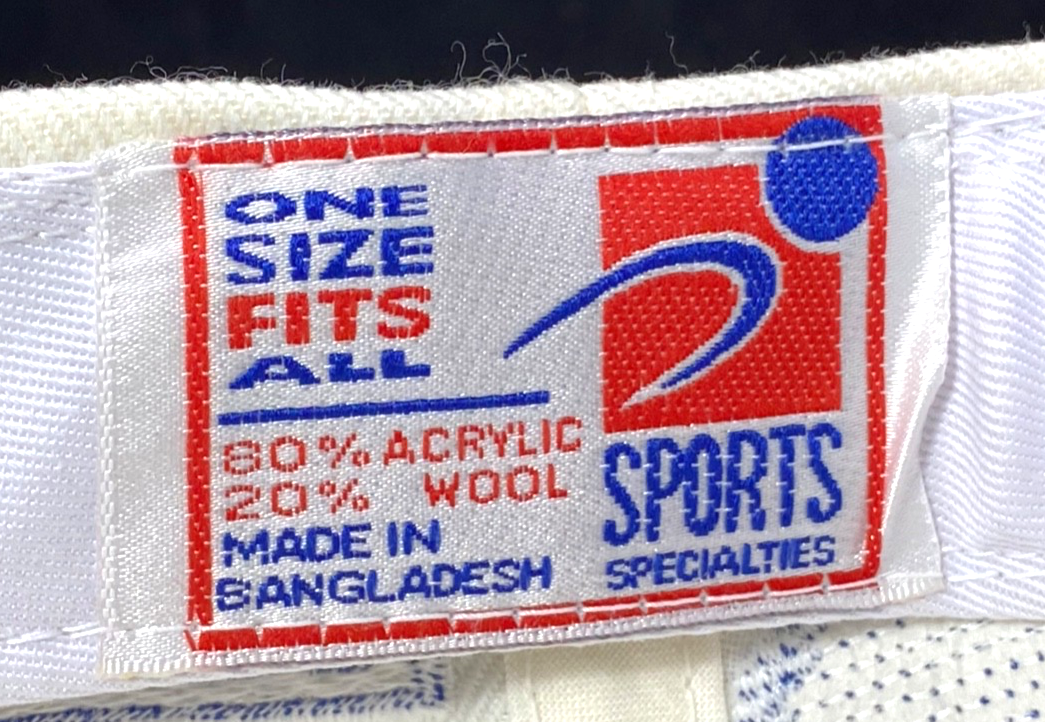 ONE
SIZE
FITS
ALL
80% ACRYLIC
20% WOOL
MADE IN
BANGLADESH
SPORTS
SPECIALTIES